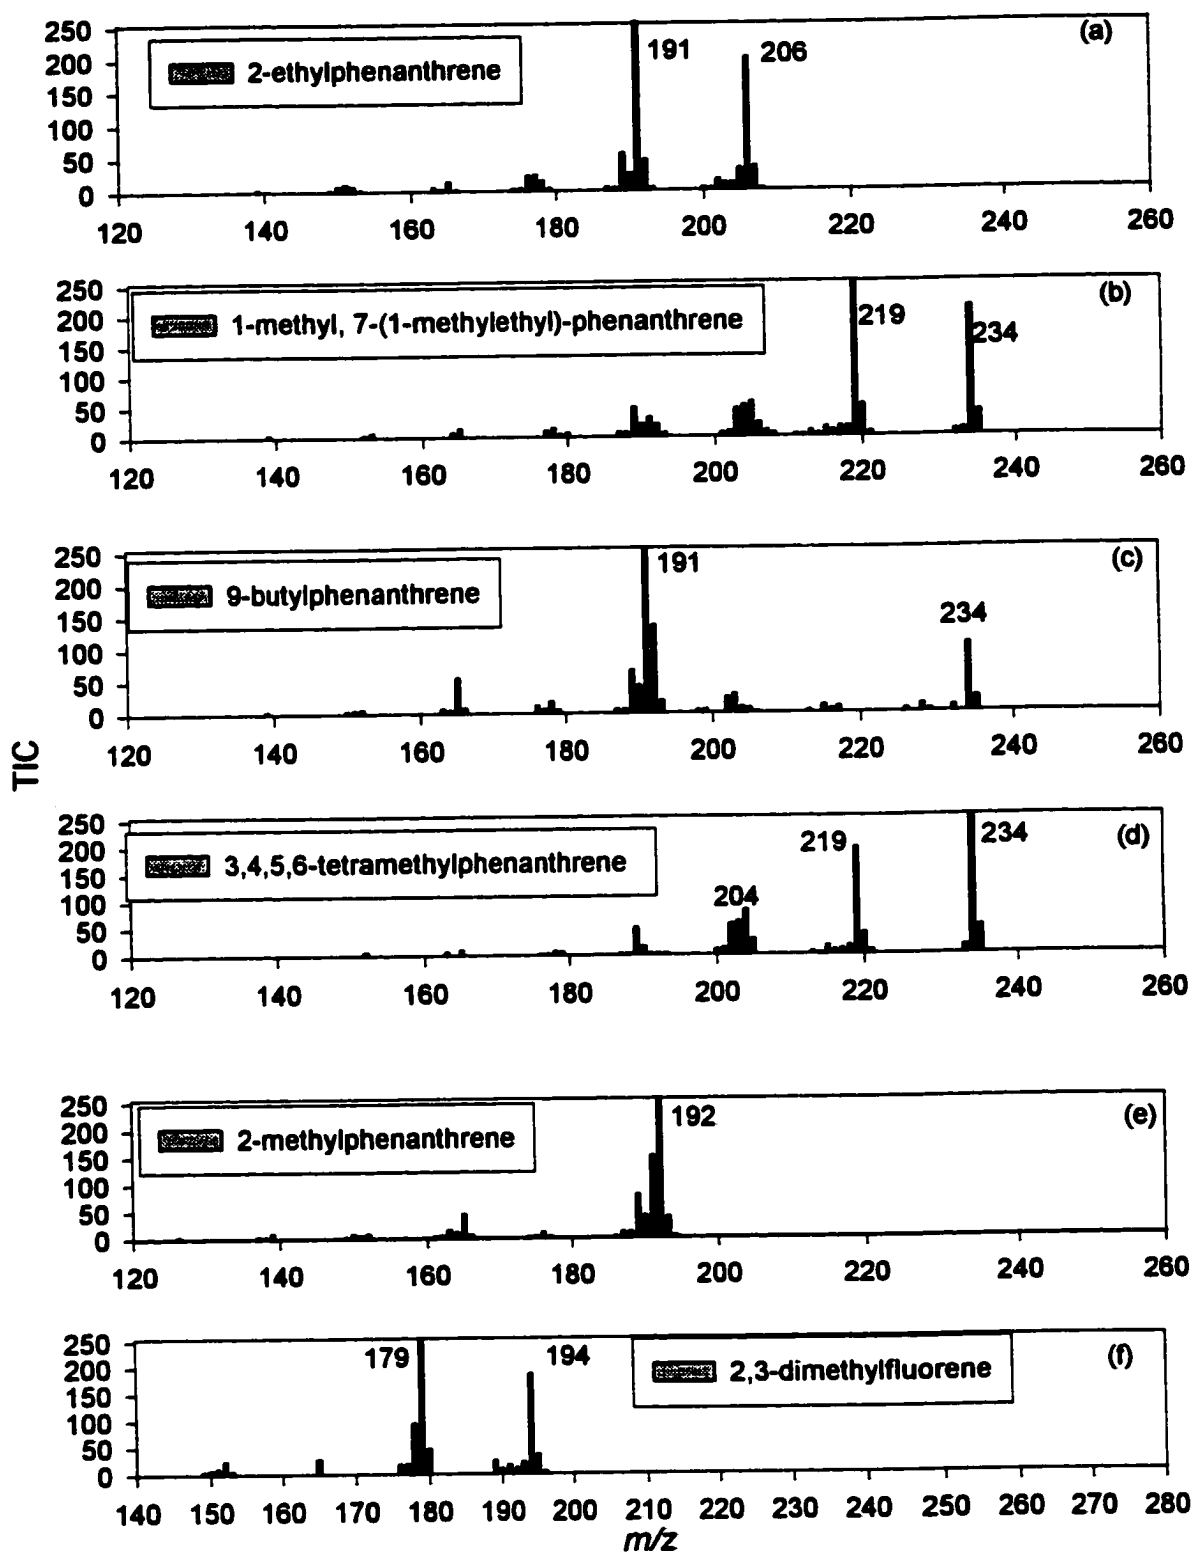 250
200
150
100
50
0
2-ethylphenanthrene
191
206
(a)
120 140 160 180 200 220 240 260
250
200
150
100
50
0
1-methyl, 7-(1-methylethyl)-phenanthrene
219
234
(b)
120 140 160 180 200 220 240 260
250
200
150
100
50
0
9-butylphenanthrene
191
234
(c)
120 140 160 180 200 220 240 260
TIC
250
200
150
100
50
0
3,4,5,6-tetramethylphenanthrene
204
219
234
(d)
120 140 160 180 200 220 240 260
250
200
150
100
50
0
2-methylphenanthrene
192
(e)
120 140 160 180 200 220 240 260
250
200
150
100
50
0
179
194
2,3-dimethylfluorene
(f)
140 150 160 170 180 190 200 210 220 230 240 250 260 270 280
m/z